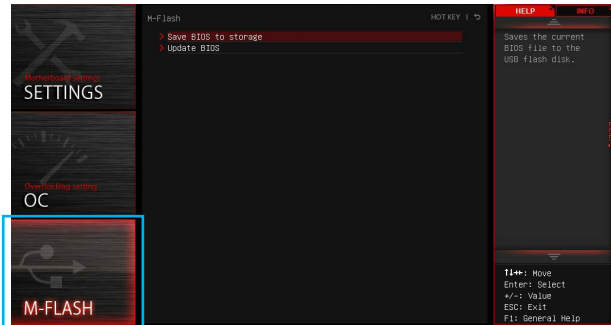 M-Flash
HOT KEY
Save BIOS to storage
Update BIOS
Motherboard settings
SETTINGS
Overclocking setting
OC
M-FLASH
HELP
INFO
Saves the current
BIOS file to the
USB flash disk.
↑↓→←: Move
Enter: Select
+/-: Value
ESC: Exit
F1: General Help